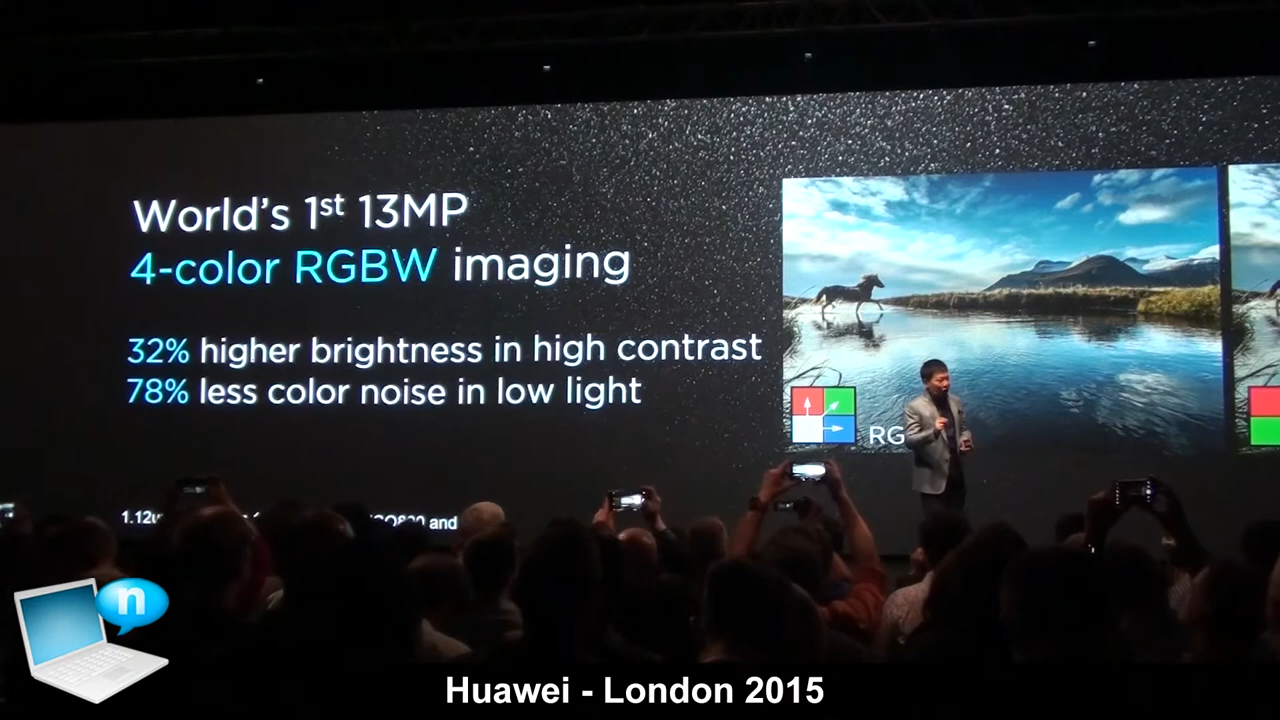 World's 1st 13MP
4-color RGBW imaging
32% higher brightness in high contrast
78% less color noise in low light
RG
and
n
Huawei - London 2015